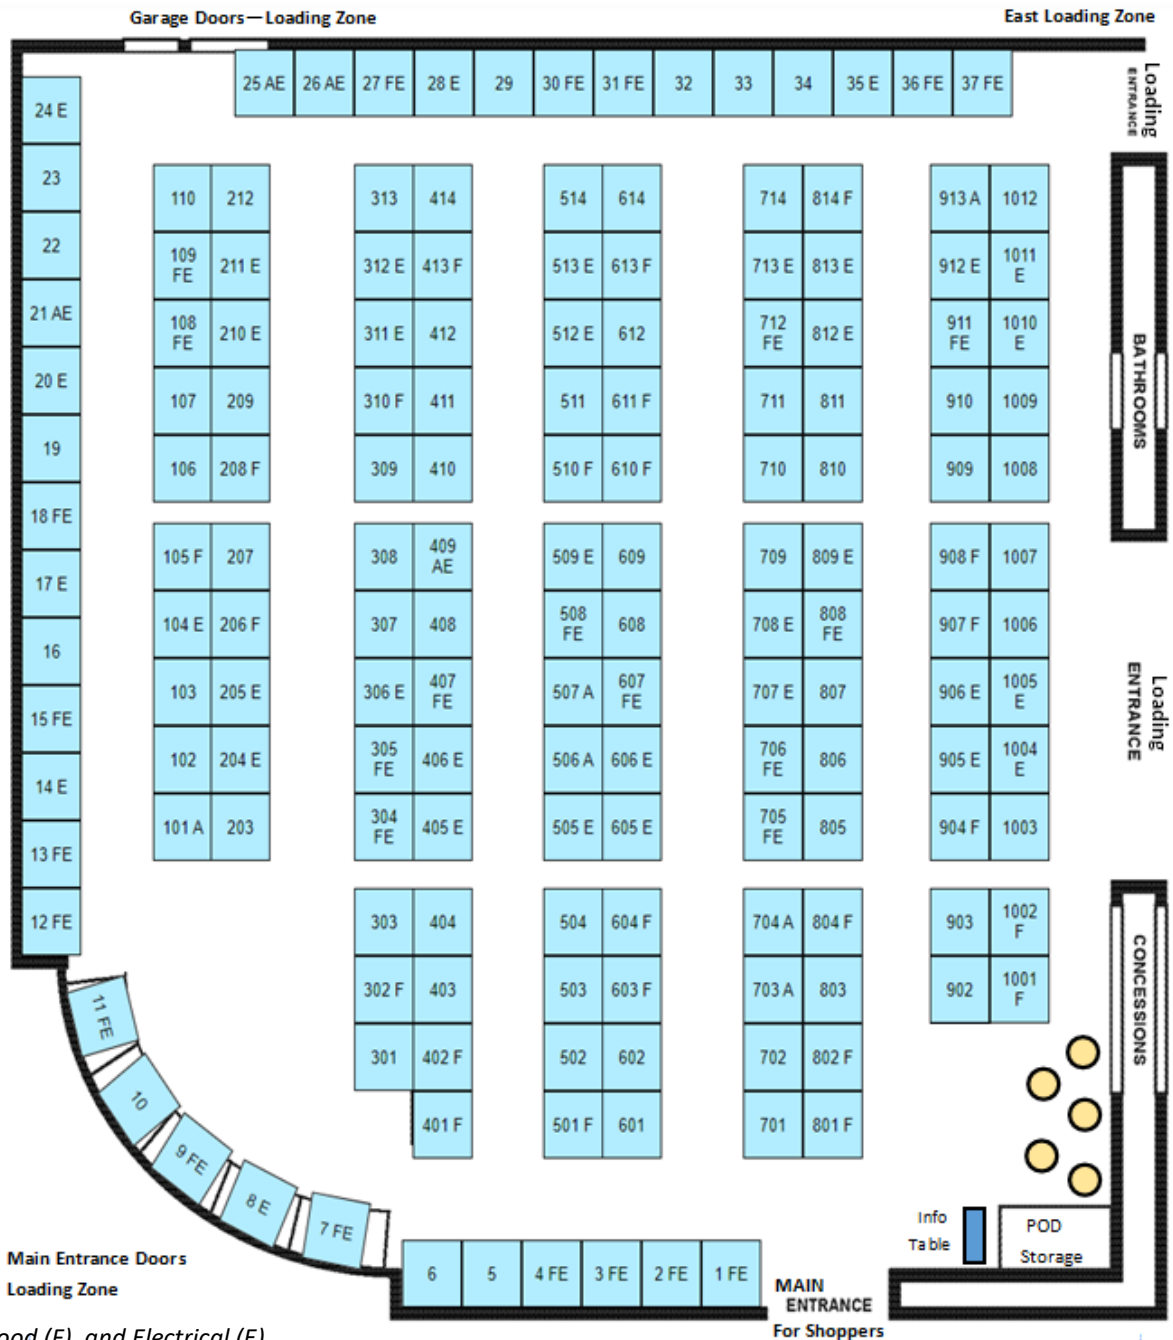 Garage Doors—Loading Zone
East Loading Zone
25 AE 26 AE 27 FE 28 E 29 30 FE 31 FE 32 33 34 35 E 36 FE 37 FE
Loading
ENTRANCE
24 E
23
22
21 AE
20 E
19
18 FE
17 E
16
15 FE
14 E
13 FE
12 FE
11 FE
10
9 FE
8 E
7 FE
110 212 313 414 514 614 714 814 F 913 A 1012
109 FE 211 E 312 E 413 F 513 E 613 F 713 E 813 E 912 E 1011 E
108 FE 210 E 311 E 412 512 E 612 712 FE 812 E 911 FE 1010 E
107 209 310 F 411 511 611 F 711 811 910 1009
106 208 F 309 410 510 F 610 F 710 810 909 1008
BATHROOMS
105 F 207 308 409 AE 509 E 609 709 809 E 908 F 1007
104 E 206 F 307 408 508 FE 608 708 E 808 FE 907 F 1006
103 205 E 306 E 407 FE 507 A 607 FE 707 E 807 906 E 1005 E
102 204 E 305 FE 406 E 506 A 606 E 706 FE 806 905 E 1004 E
101 A 203 304 FE 405 E 505 E 605 E 705 FE 805 904 F 1003
Loading
ENTRANCE
303 404 504 604 F 704 A 804 F 903 1002 F
302 F 403 503 603 F 703 A 803 902 1001 F
301 402 F 502 602 702 802 F
401 F 501 F 601 701 801 F
CONCESSIONS
Info
Table
POD
Storage
Main Entrance Doors
Loading Zone
6 5 4 FE 3 FE 2 FE 1 FE
MAIN
ENTRANCE
For Shoppers
and Electrical (E)